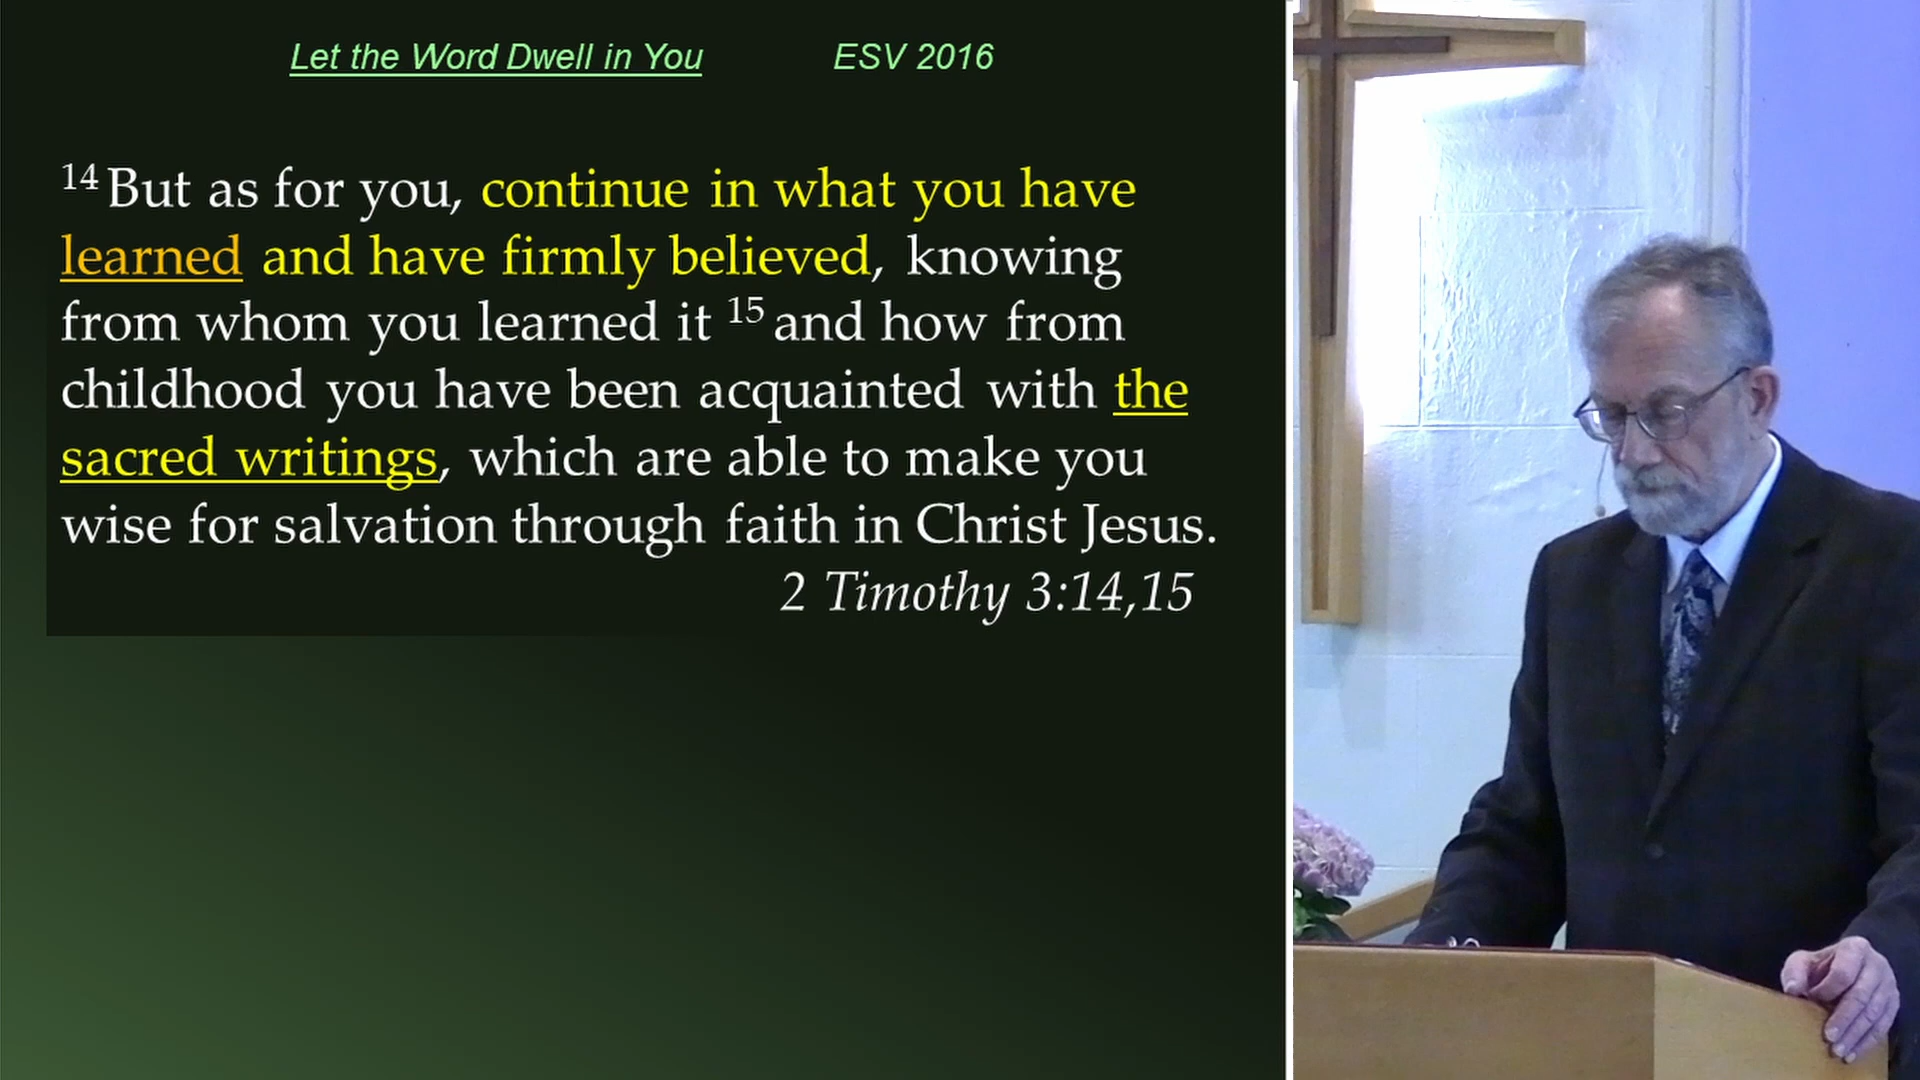 Let the Word Dwell in You ESV 2016
14 But as for you, continue in what you have
learned and have firmly believed, knowing
from whom you learned it 15 and how from
childhood you have been acquainted with the
sacred writings, which are able to make you
wise for salvation through faith in Christ Jesus.
2 Timothy 3:14,15